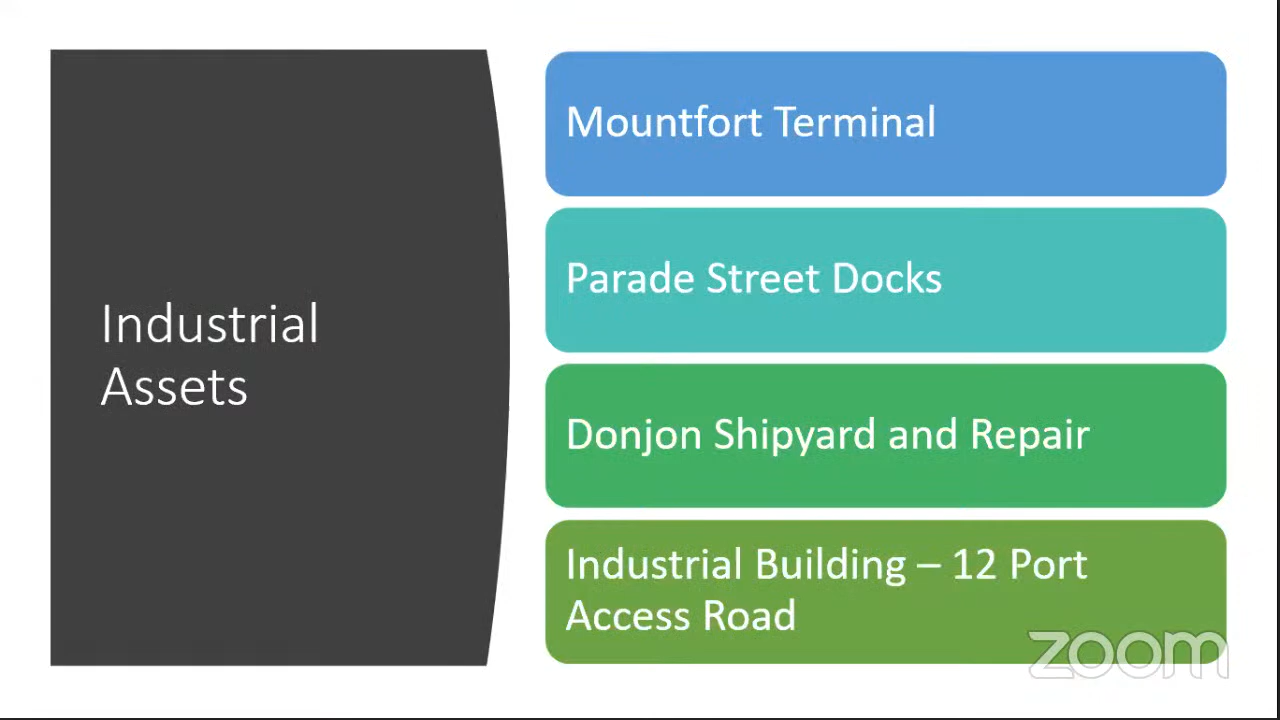 Industrial
Assets
Mountfort Terminal
Parade Street Docks
Donjon Shipyard and Repair
Industrial Building – 12 Port
Access Road
zoom